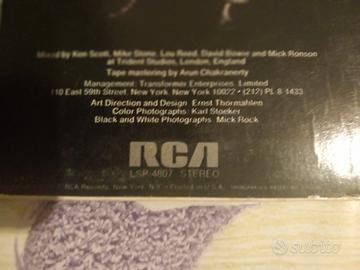 Mixed by Ken Scott, Mike Stone, Lou Reed, David Bowie and Mick Ronson
at Trident Studios, London, England
Tape mastering by Arun Chakraverty
Management: Transformer Enterprises, Limited
110 East 59th Street, New York, New York 10022 • (212) PL 8-1433
Art Direction and Design Ernst Thormahlen
Color Photographs Karl Stoecker
Black and White Photographs Mick Rock
RCA
LSP-4807 STEREO
RCA Records, New York, N.Y. • Printed in U.S.A.
subito